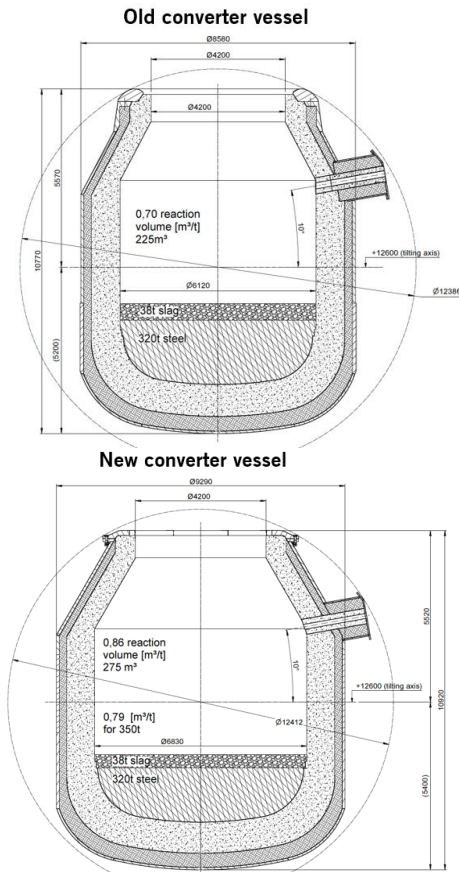 Old converter vessel
Ø8580
Ø4200
Ø4200
5570
10770
(5200)
0,70 reaction
volume [m³/t]
225m³
10°
+12600 (tilting axis)
Ø12386
Ø6120
38t slag
320t steel
New converter vessel
Ø9290
Ø4200
5520
10920
(5400)
0,86 reaction
volume [m³/t]
275 m³
10°
+12600 (tilting axis)
0,79 [m³/t]
for 350t
Ø12412
Ø6830
38t slag
320t steel